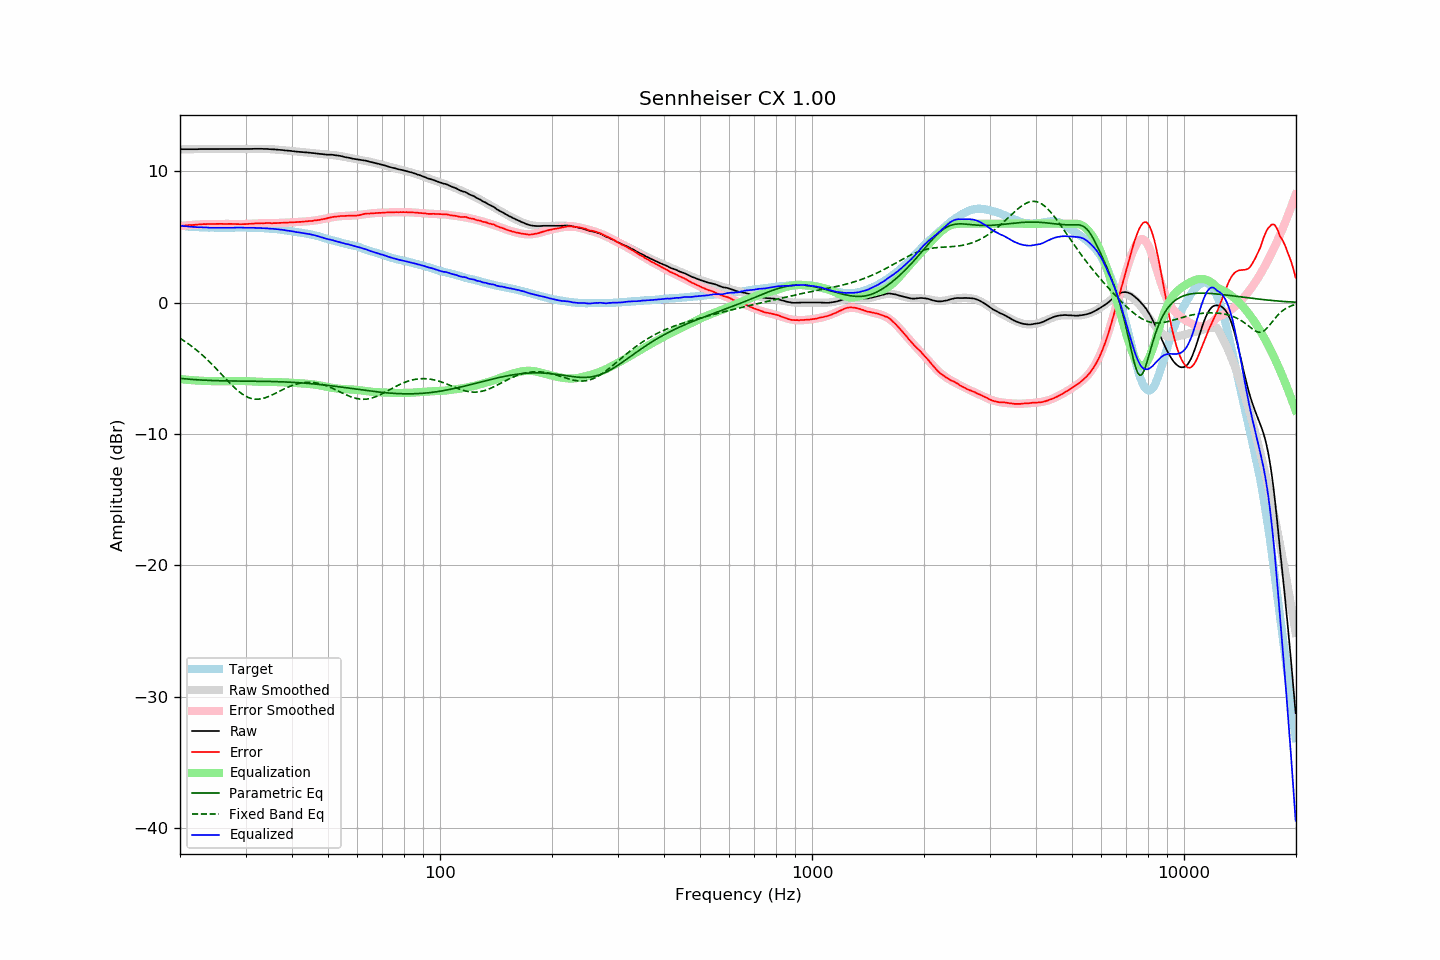 Sennheiser CX 1.00
10
0
−10
−20
−30
−40
Amplitude (dBr)
Target
Raw Smoothed
Error Smoothed
Raw
Error
Equalization
Parametric Eq
Fixed Band Eq
Equalized
100
1000
10000
Frequency (Hz)